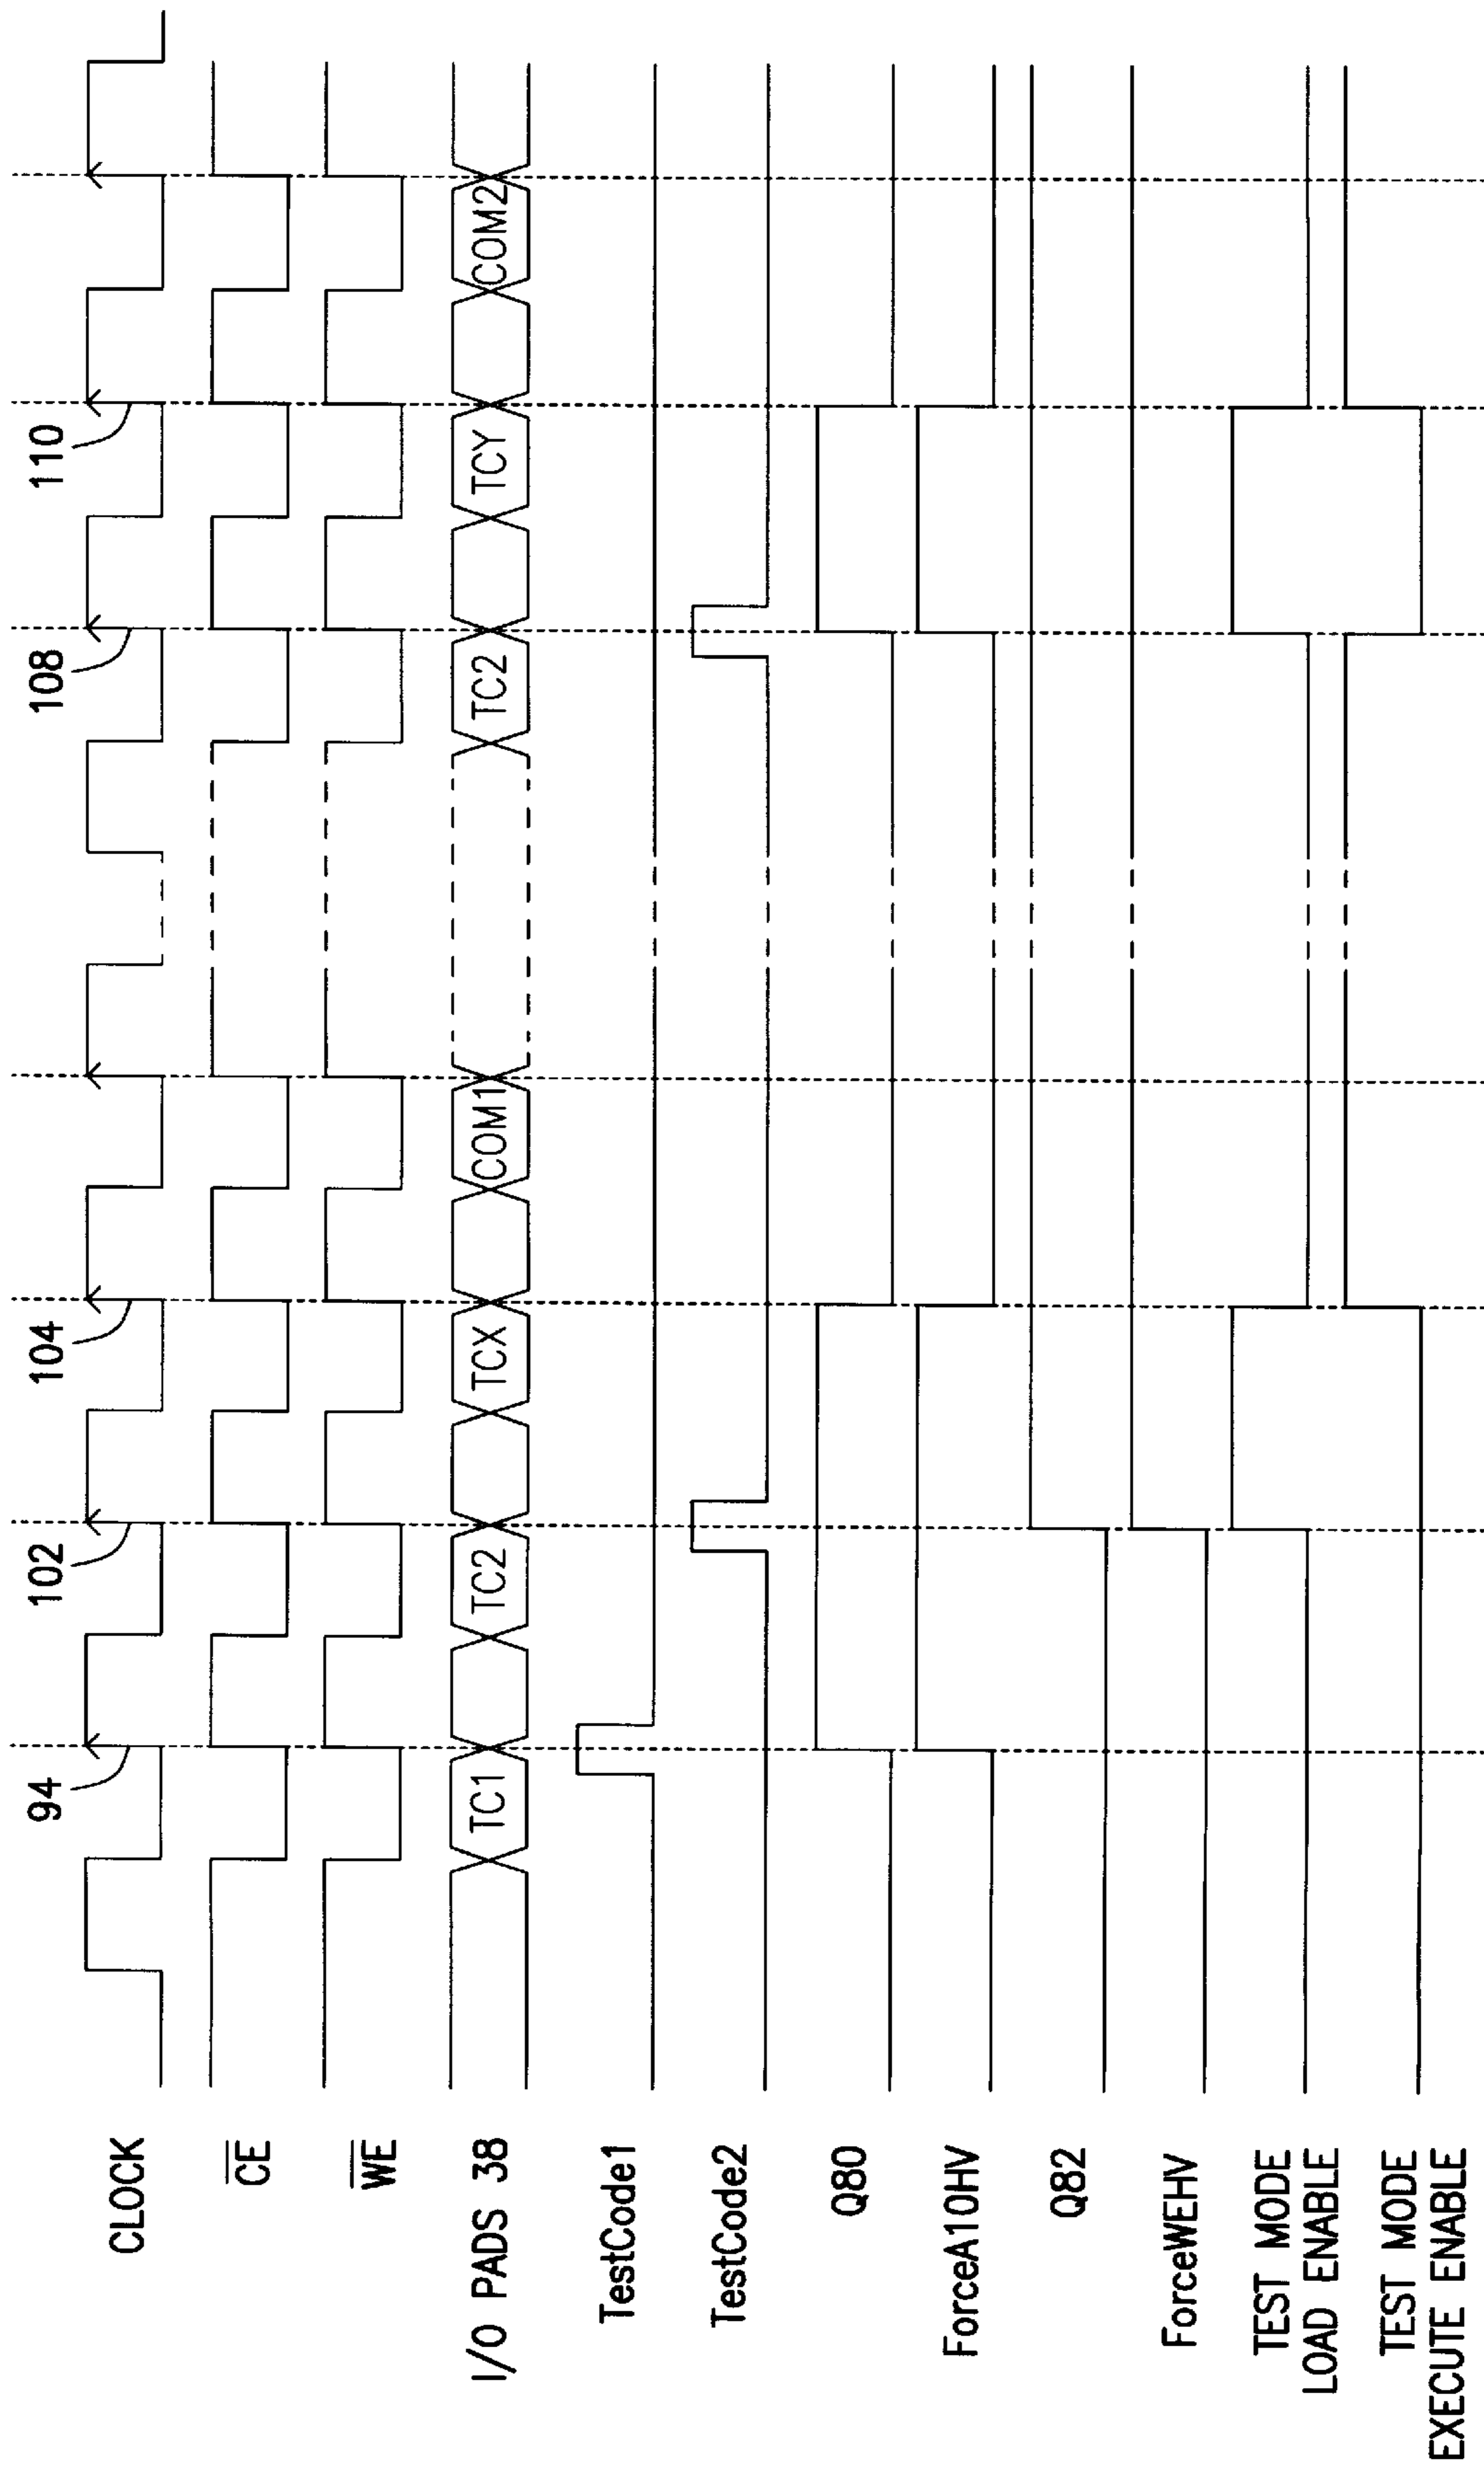 94
102
104
108
110
CLOCK
CE
WE
I/O PADS 38
TC1
TC2
TCX
COM1
TC2
TCY
COM2
TestCode1
TestCode2
Q80
ForceA10HV
Q82
ForceWEHV
TEST MODE
LOAD ENABLE
TEST MODE
EXECUTE ENABLE